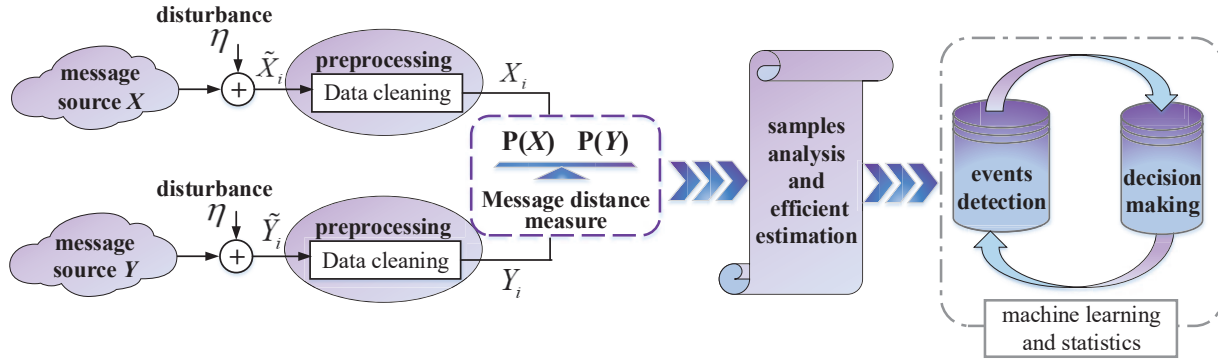 disturbance
η
message
source X
+
X̃ᵢ
preprocessing
Data cleaning
Xᵢ
P(X) P(Y)
Message distance
measure
disturbance
η
message
source Y
+
Ỹᵢ
preprocessing
Data cleaning
Yᵢ
samples
analysis
and
efficient
estimation
events
detection
decision
making
machine learning
and statistics